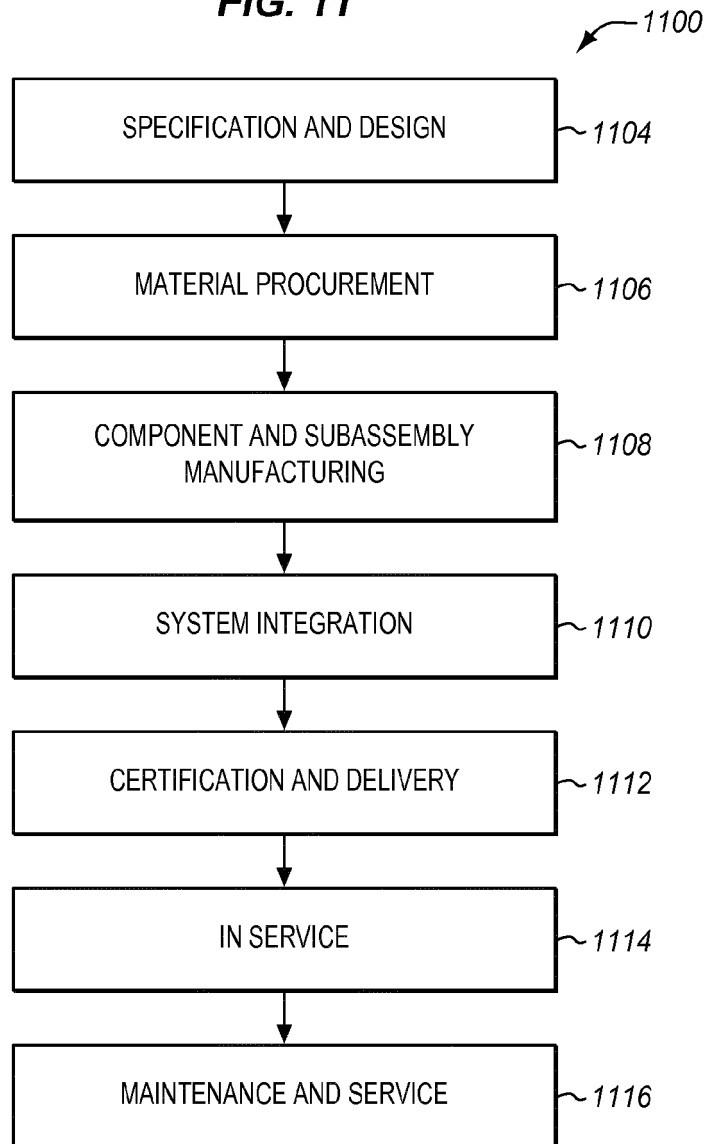 FIG. 11
1100
SPECIFICATION AND DESIGN
1104
MATERIAL PROCUREMENT
1106
COMPONENT AND SUBASSEMBLY
MANUFACTURING
1108
SYSTEM INTEGRATION
1110
CERTIFICATION AND DELIVERY
1112
IN SERVICE
1114
MAINTENANCE AND SERVICE
1116